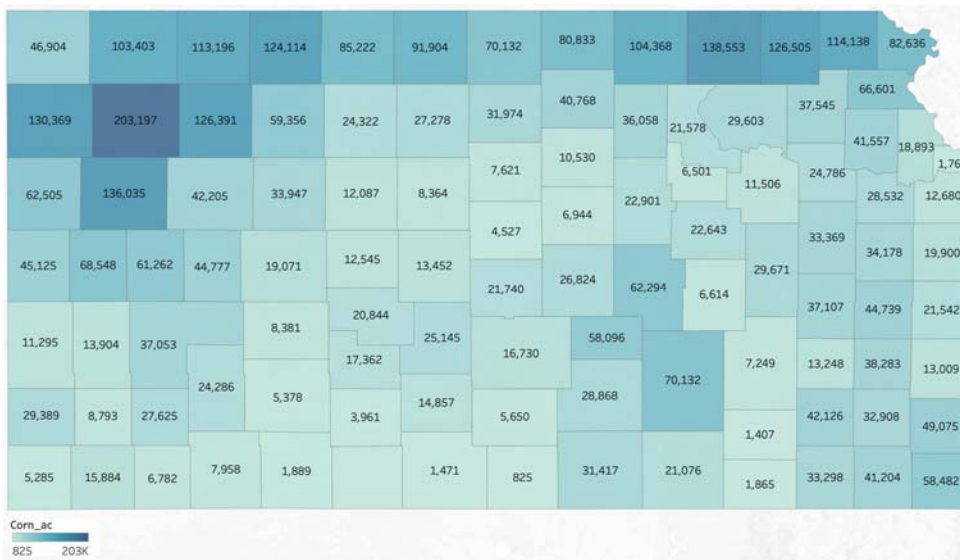 46,904 103,403 113,196 124,114 85,222 91,904 70,132 80,833 104,368 138,553 126,505 114,138 82,636
130,369 203,197 126,391 59,356 24,322 27,278 31,974 40,768 36,058 21,578 29,603 37,545 66,601
41,557 18,893 1,76
62,505 136,035 42,205 33,947 12,087 8,364 7,621 10,530 22,901 6,501 11,506 24,786 28,532 12,680
4,527 6,944 22,643 33,369 34,178 19,900
45,125 68,548 61,262 44,777 19,071 12,545 13,452 21,740 26,824 62,294 6,614 29,671 37,107 44,739 21,542
11,295 13,904 37,053 8,381 20,844 25,145 16,730 58,096 7,249 13,248 38,283 13,009
24,286 17,362 70,132
29,389 8,793 27,625 5,378 3,961 14,857 5,650 28,868 1,407 42,126 32,908 49,075
5,285 15,884 6,782 7,958 1,889 1,471 825 31,417 21,076 1,865 33,298 41,204 58,482
Corn_ac
825 203K